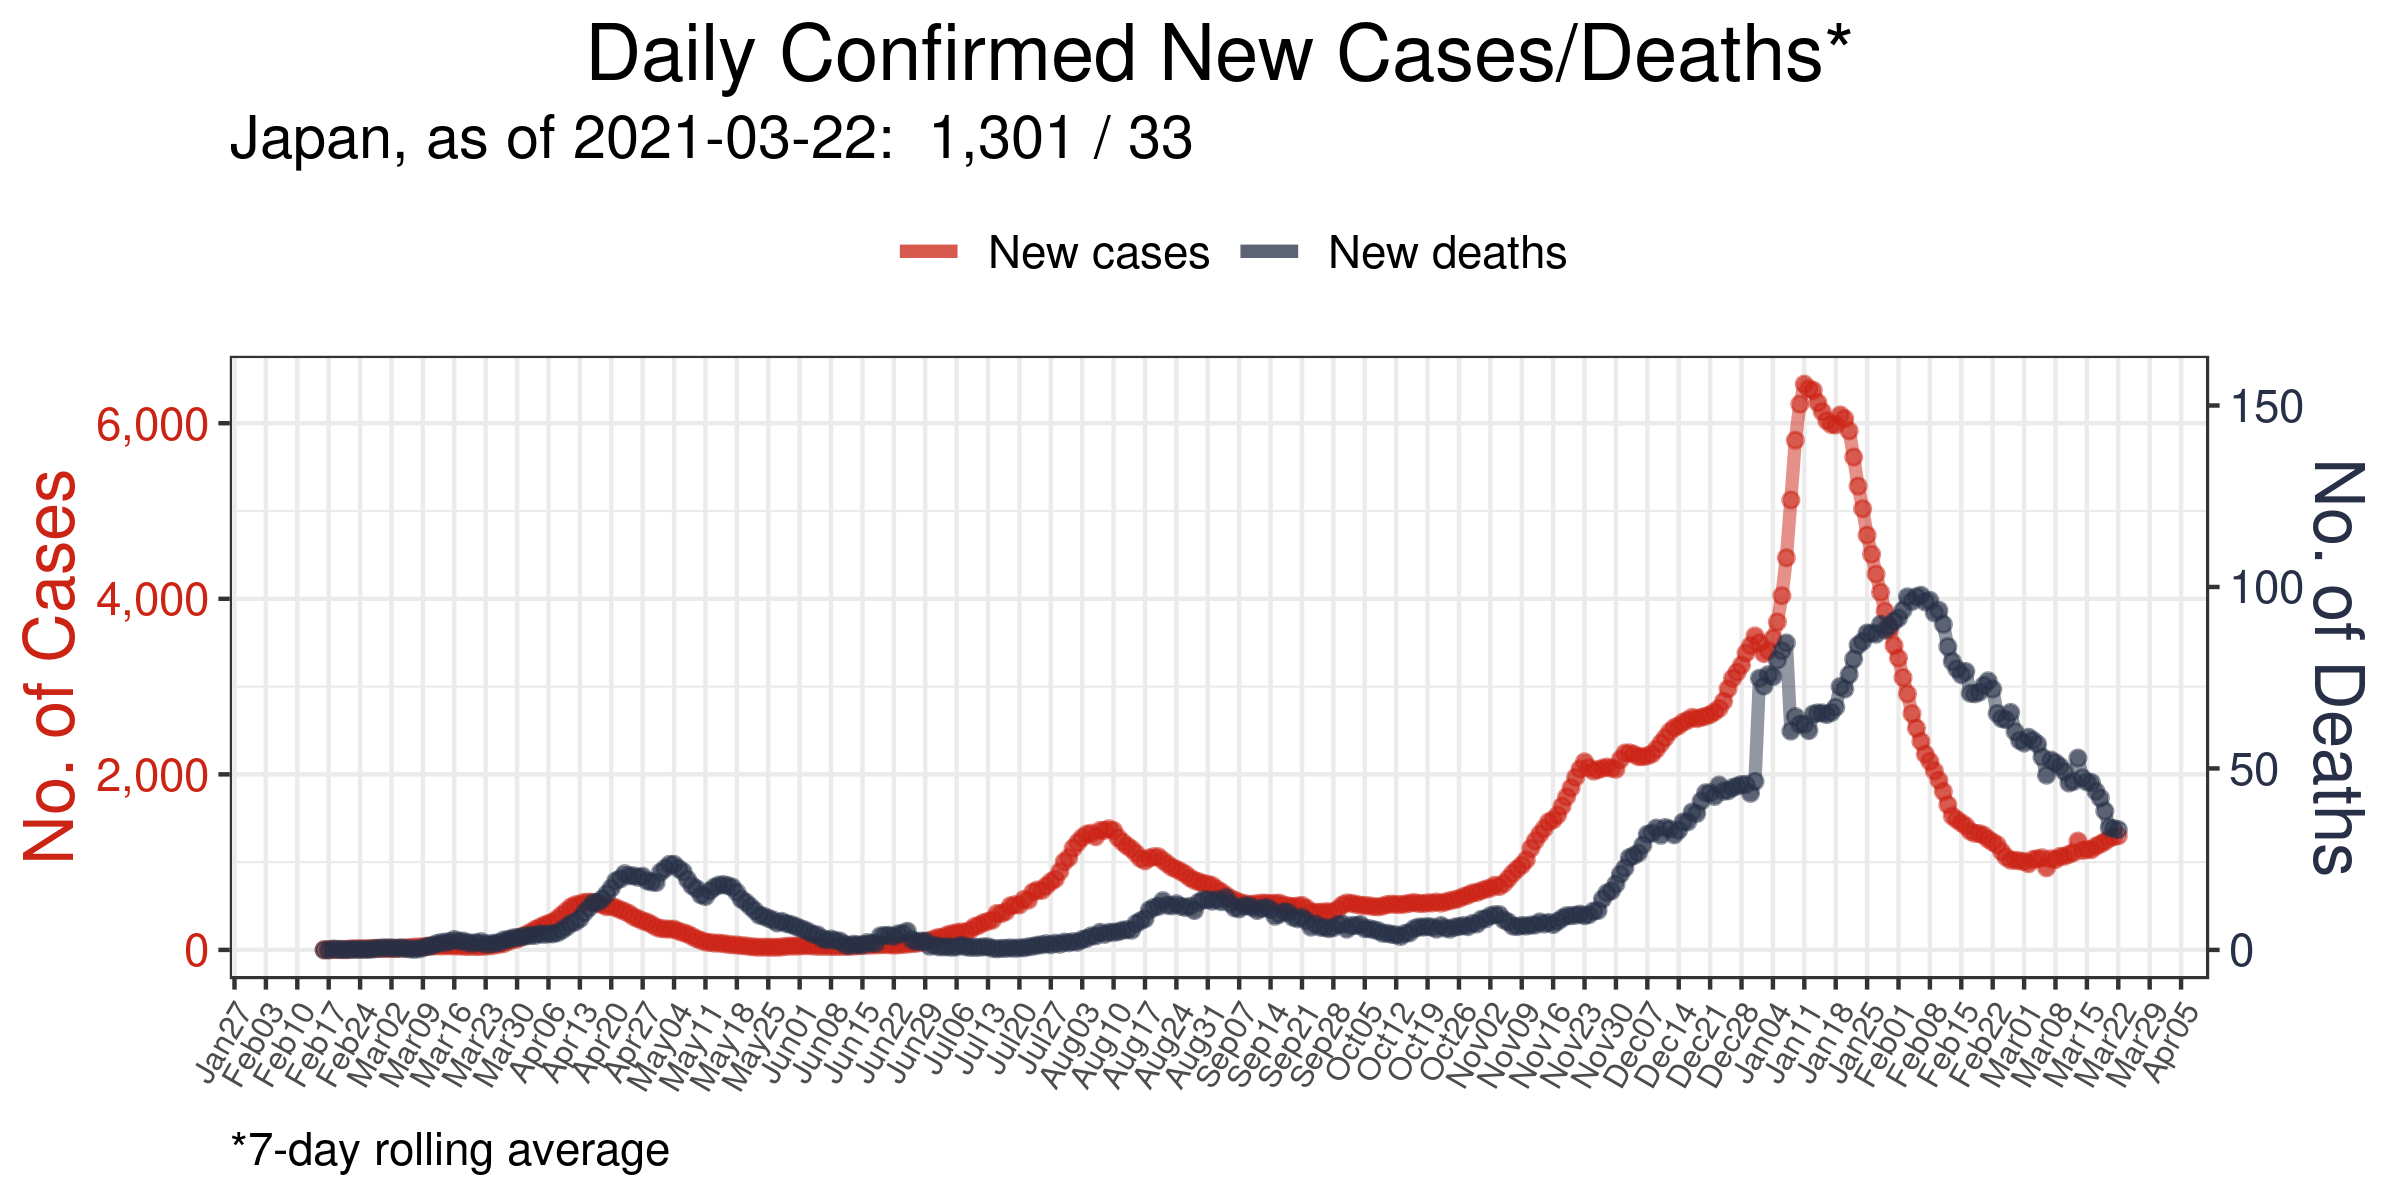 Daily Confirmed New Cases/Deaths*
Japan, as of 2021-03-22:  1,301 / 33
New cases
New deaths
No. of Cases
6,000
4,000
2,000
0
150
100
50
0
No. of Deaths
Jan27
Feb03
Feb10
Feb17
Feb24
Mar02
Mar09
Mar16
Mar23
Mar30
Apr06
Apr13
Apr20
Apr27
May04
May11
May18
May25
Jun01
Jun08
Jun15
Jun22
Jun29
Jul06
Jul13
Jul20
Jul27
Aug03
Aug10
Aug17
Aug24
Aug31
Sep07
Sep14
Sep21
Sep28
Oct05
Oct12
Oct19
Oct26
Nov02
Nov09
Nov16
Nov23
Nov30
Dec07
Dec14
Dec21
Dec28
Jan04
Jan11
Jan18
Jan25
Feb01
Feb08
Feb15
Feb22
Mar01
Mar08
Mar15
Mar22
Mar29
Apr05
*7-day rolling average